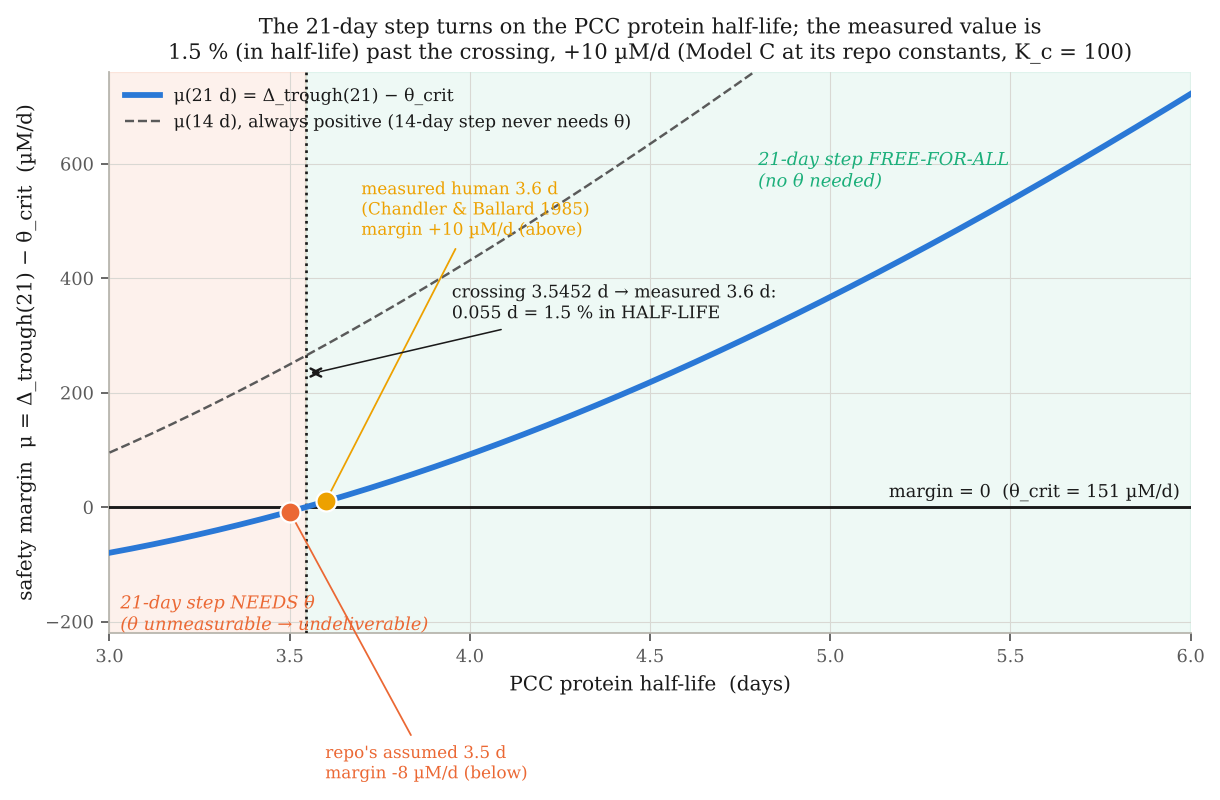 The 21-day step turns on the PCC protein half-life; the measured value is
1.5 % (in half-life) past the crossing, +10 µM/d (Model C at its repo constants, K_c = 100)
µ(21 d) = Δ_trough(21) − θ_crit
µ(14 d), always positive (14-day step never needs θ)
21-day step FREE-FOR-ALL
(no θ needed)
measured human 3.6 d
(Chandler & Ballard 1985)
margin +10 µM/d (above)
crossing 3.5452 d → measured 3.6 d:
0.055 d = 1.5 % in HALF-LIFE
margin = 0  (θ_crit = 151 µM/d)
21-day step NEEDS θ
(θ unmeasurable → undeliverable)
safety margin  µ = Δ_trough(21) − θ_crit  (µM/d)
600
400
200
0
−200
3.0
3.5
4.0
4.5
5.0
5.5
6.0
PCC protein half-life  (days)
repo's assumed 3.5 d
margin -8 µM/d (below)